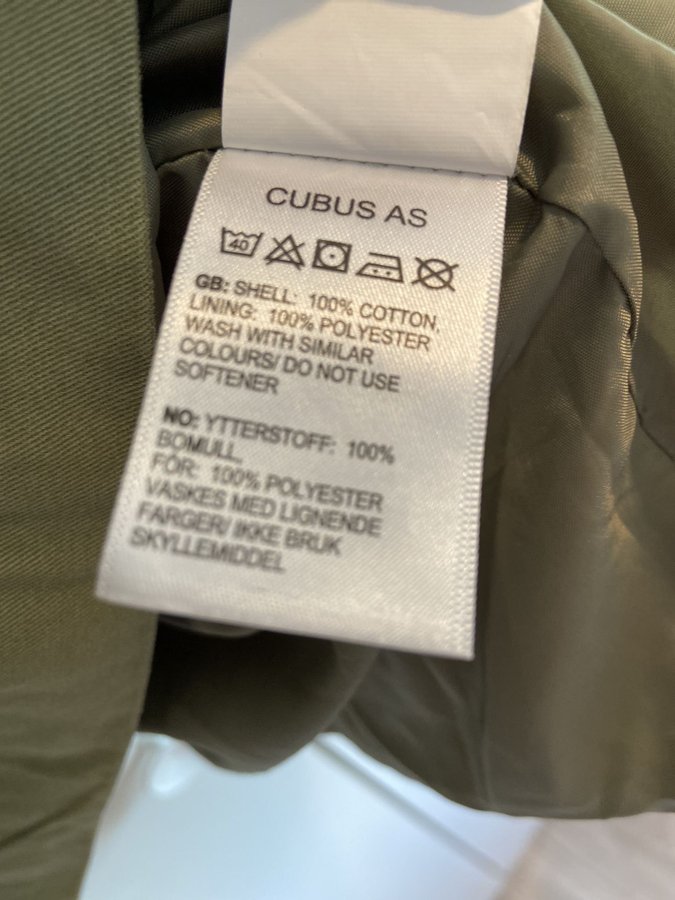 CUBUS AS
40
GB: SHELL: 100% COTTON,
LINING: 100% POLYESTER
WASH WITH SIMILAR
COLOURS/ DO NOT USE
SOFTENER
NO: YTTERSTOFF: 100%
BOMULL,
FÔR: 100% POLYESTER
VASKES MED LIGNENDE
FARGER/ IKKE BRUK
SKYLLEMIDDEL